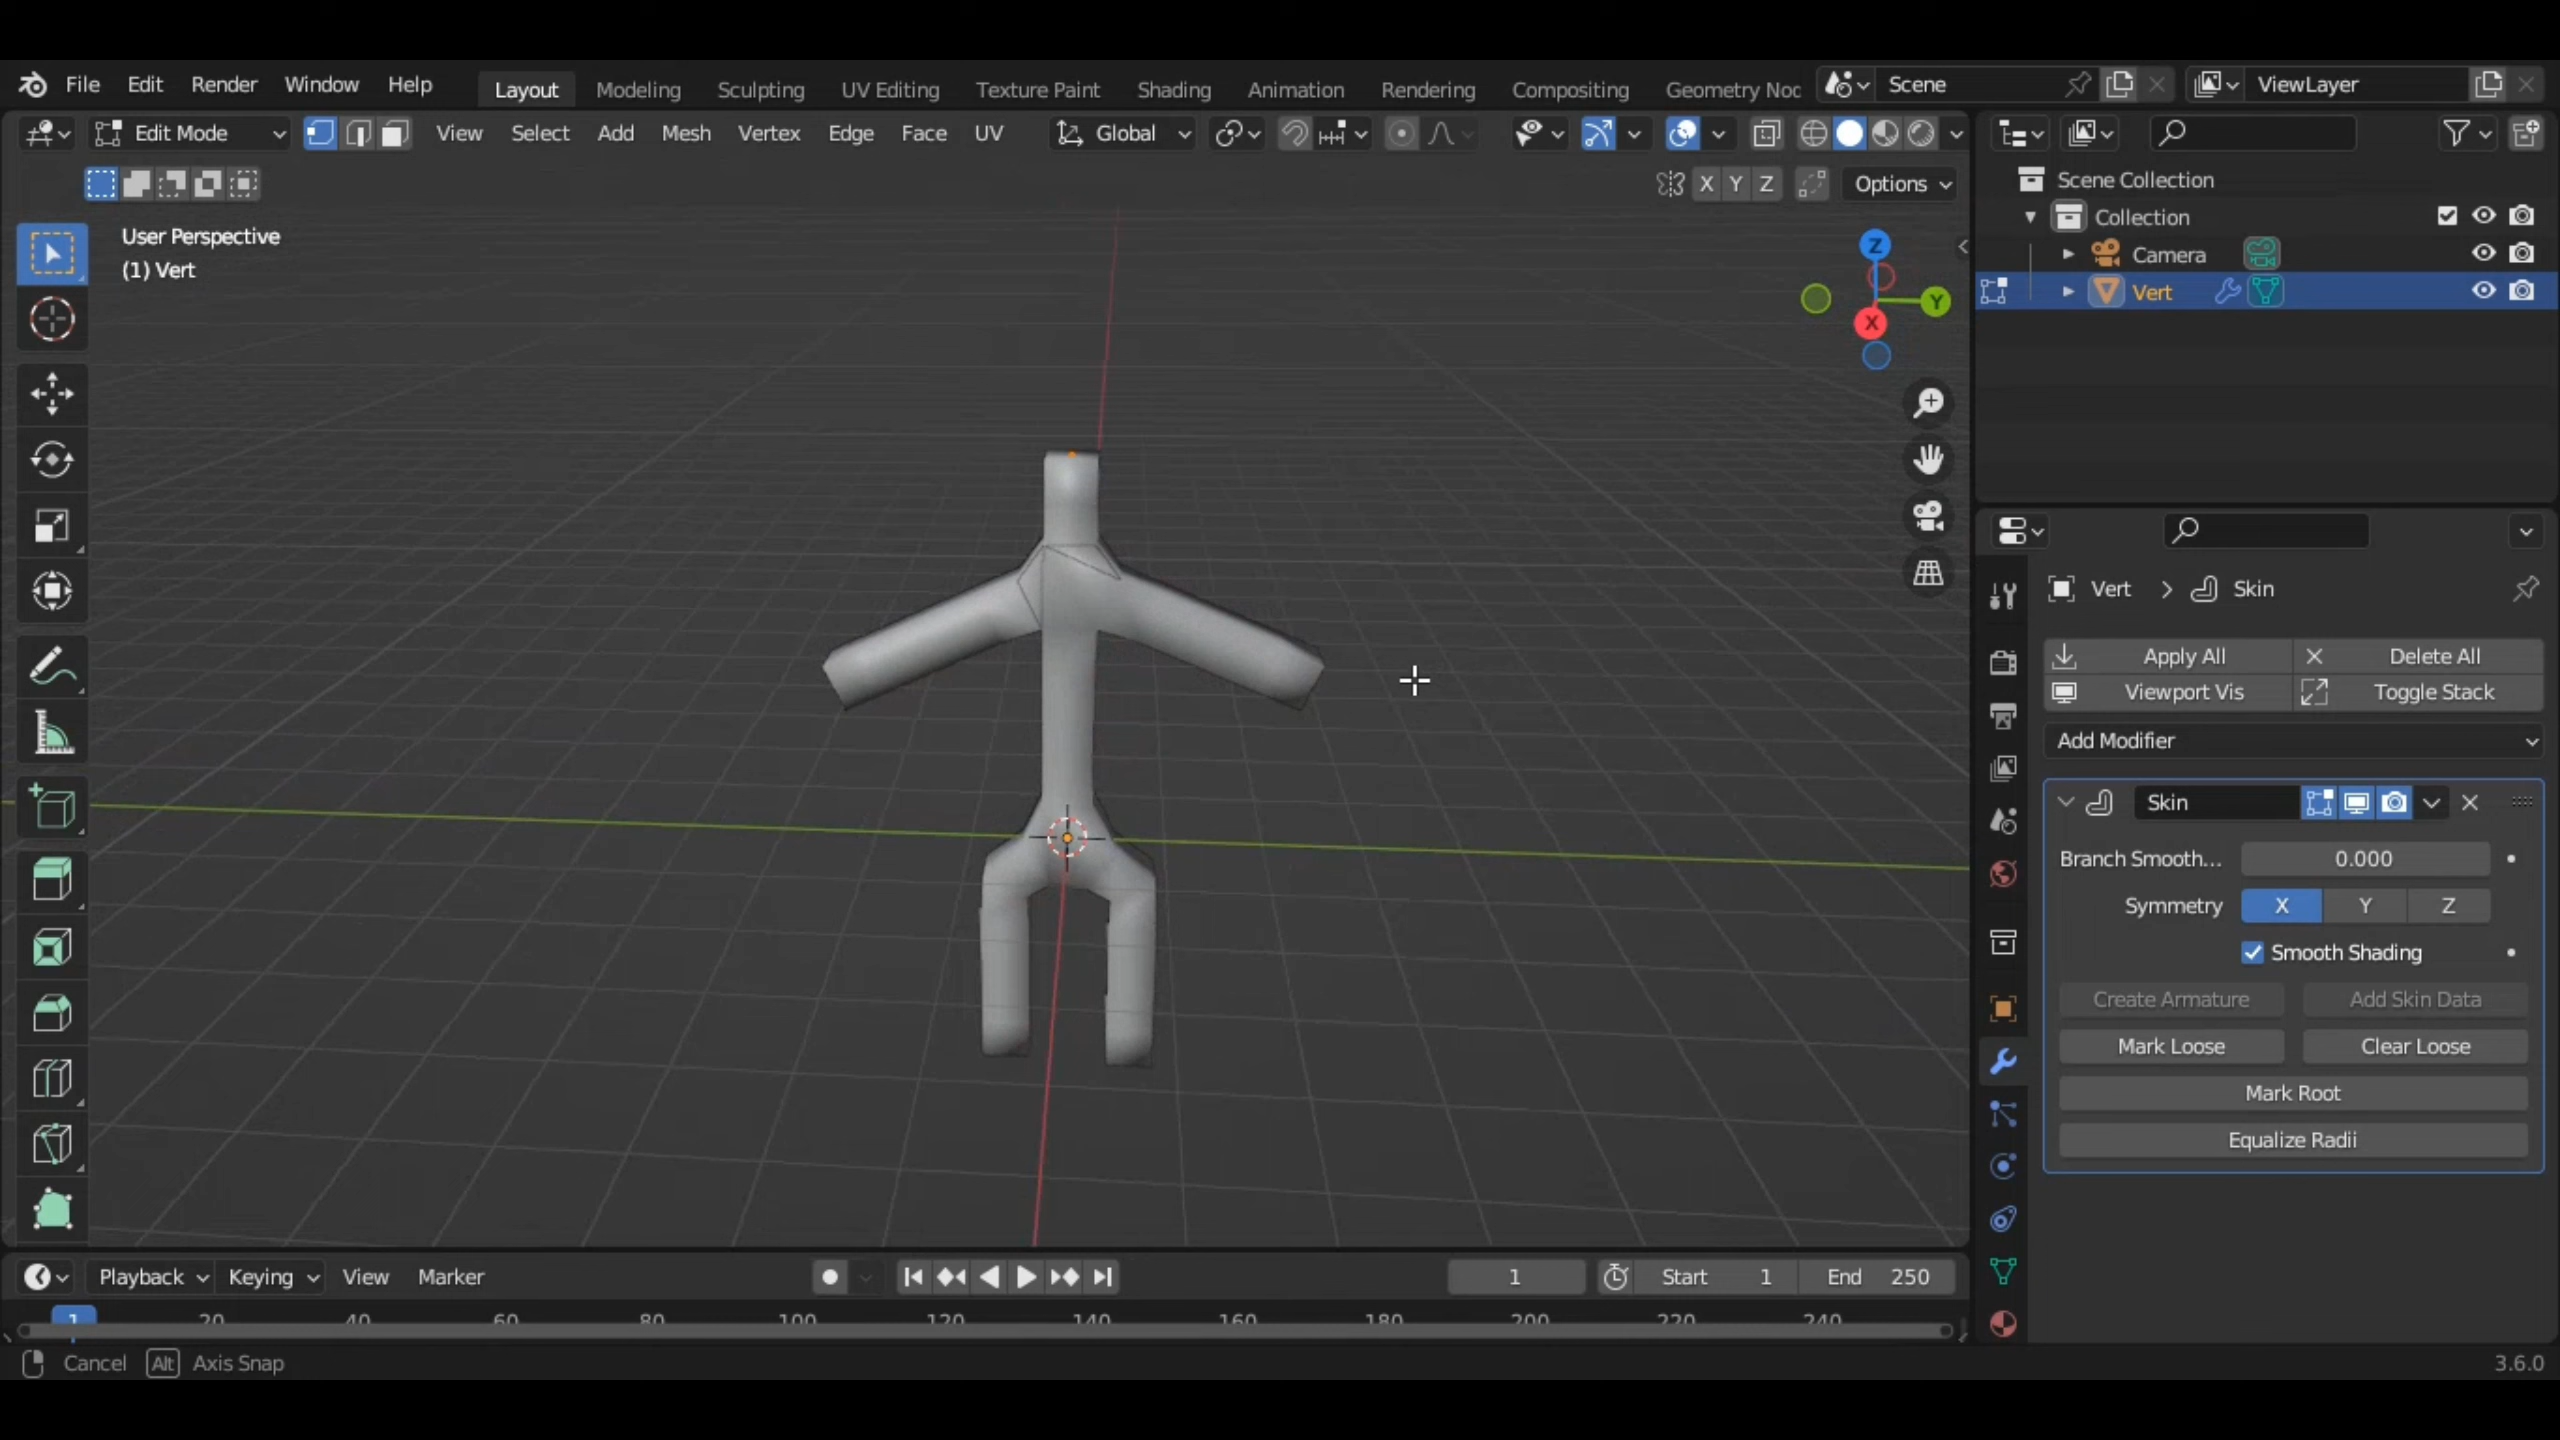 File Edit Render Window Help Layout Modeling Sculpting UV Editing Texture Paint Shading Animation Rendering Compositing Geometry Noc Scene ViewLayer
Edit Mode View Select Add Mesh Vertex Edge Face UV Global
X Y Z Options
User Perspective
(1) Vert
Z
Y
X
Scene Collection
Collection
Camera
Vert
Vert > Skin
Apply All Delete All
Viewport Vis Toggle Stack
Add Modifier
Skin
Branch Smooth... 0.000
Symmetry X Y Z
Smooth Shading
Create Armature Add Skin Data
Mark Loose Clear Loose
Mark Root
Equalize Radii
Playback Keying View Marker 1 Start 1 End 250
1 20 40 60 80 100 120 140 160 180 200 220 240
Cancel Alt Axis Snap 3.6.0